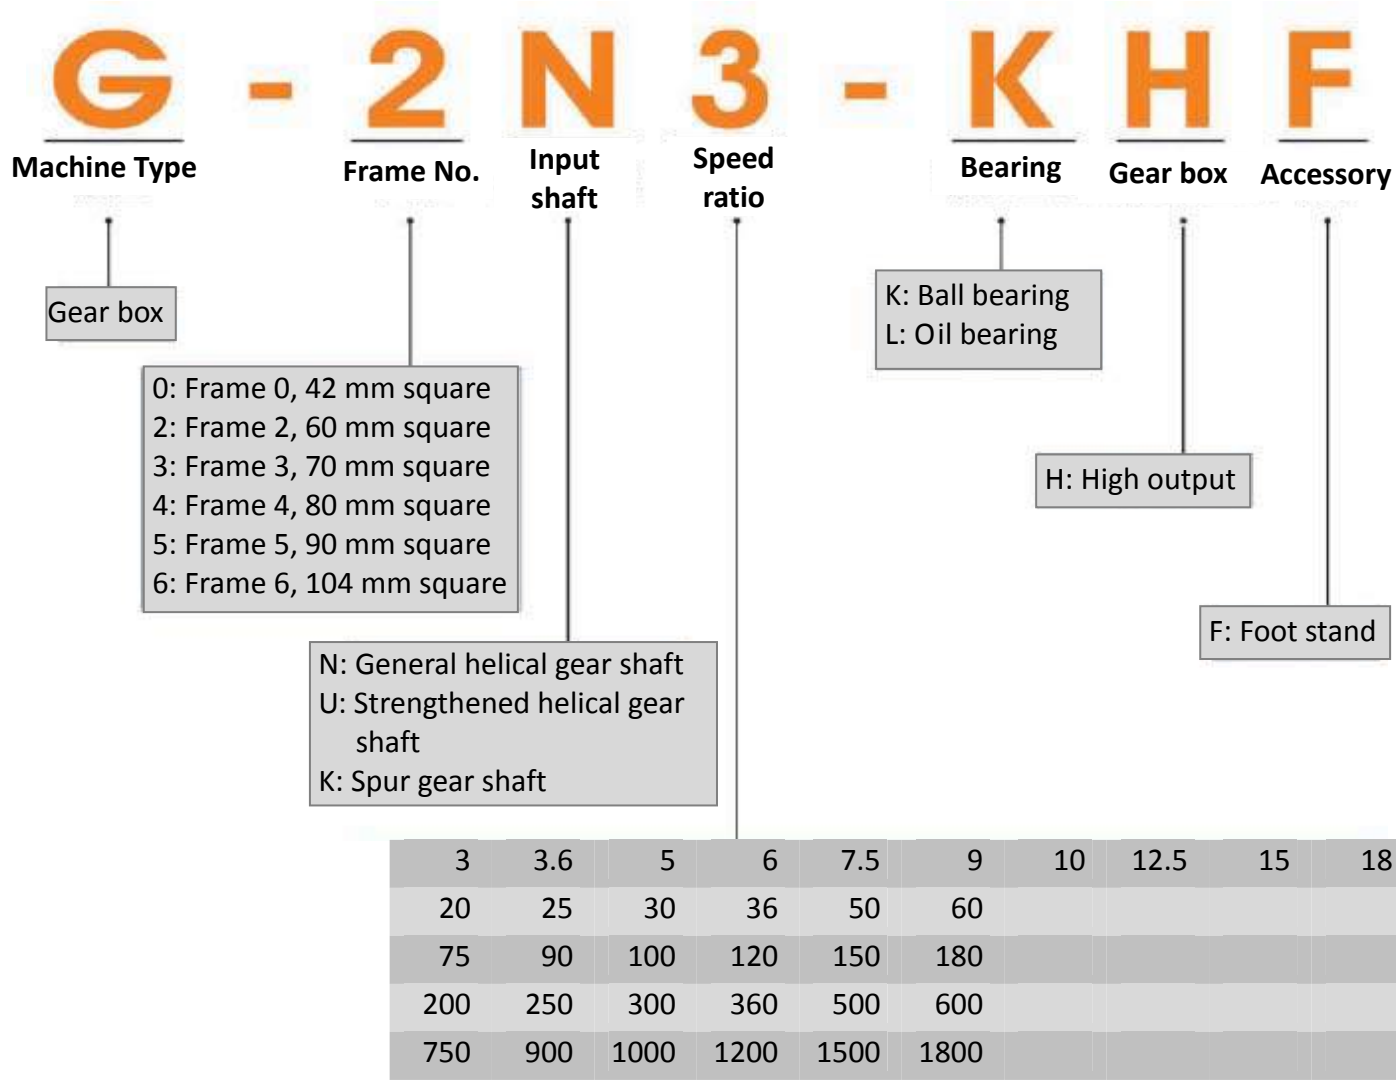 G - 2 N 3 - K H F
Machine Type
Frame No.
Input
shaft
Speed
ratio
Bearing
Gear box
Accessory
Gear box
0: Frame 0, 42 mm square
2: Frame 2, 60 mm square
3: Frame 3, 70 mm square
4: Frame 4, 80 mm square
5: Frame 5, 90 mm square
6: Frame 6, 104 mm square
N: General helical gear shaft
U: Strengthened helical gear
shaft
K: Spur gear shaft
K: Ball bearing
L: Oil bearing
H: High output
F: Foot stand
3 3.6 5 6 7.5 9 10 12.5 15 18
20 25 30 36 50 60
75 90 100 120 150 180
200 250 300 360 500 600
750 900 1000 1200 1500 1800